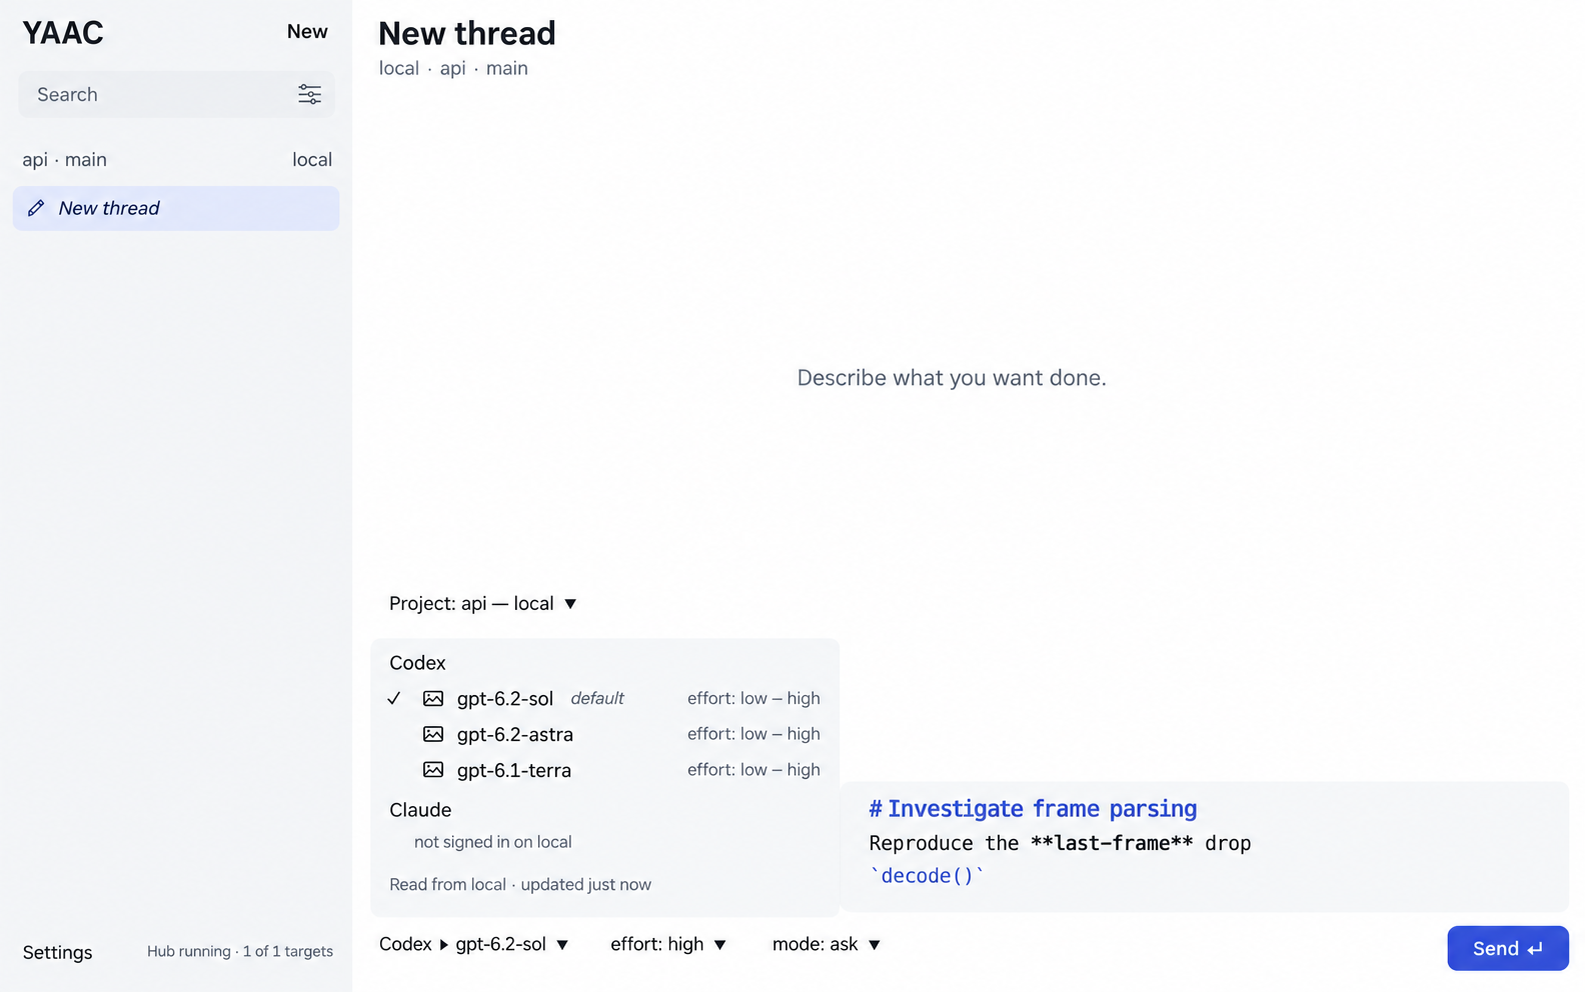 YAAC
New
Search
api · main
local
New thread
Settings
Hub running · 1 of 1 targets
New thread
local · api · main
Describe what you want done.
Project: api — local ▼
Codex
✓ gpt-6.2-sol default effort: low – high
gpt-6.2-astra effort: low – high
gpt-6.1-terra effort: low – high
Claude
not signed in on local
Read from local · updated just now
# Investigate frame parsing
Reproduce the **last-frame** drop
`decode()`
Codex ▶ gpt-6.2-sol ▼ effort: high ▼ mode: ask ▼
Send ↵